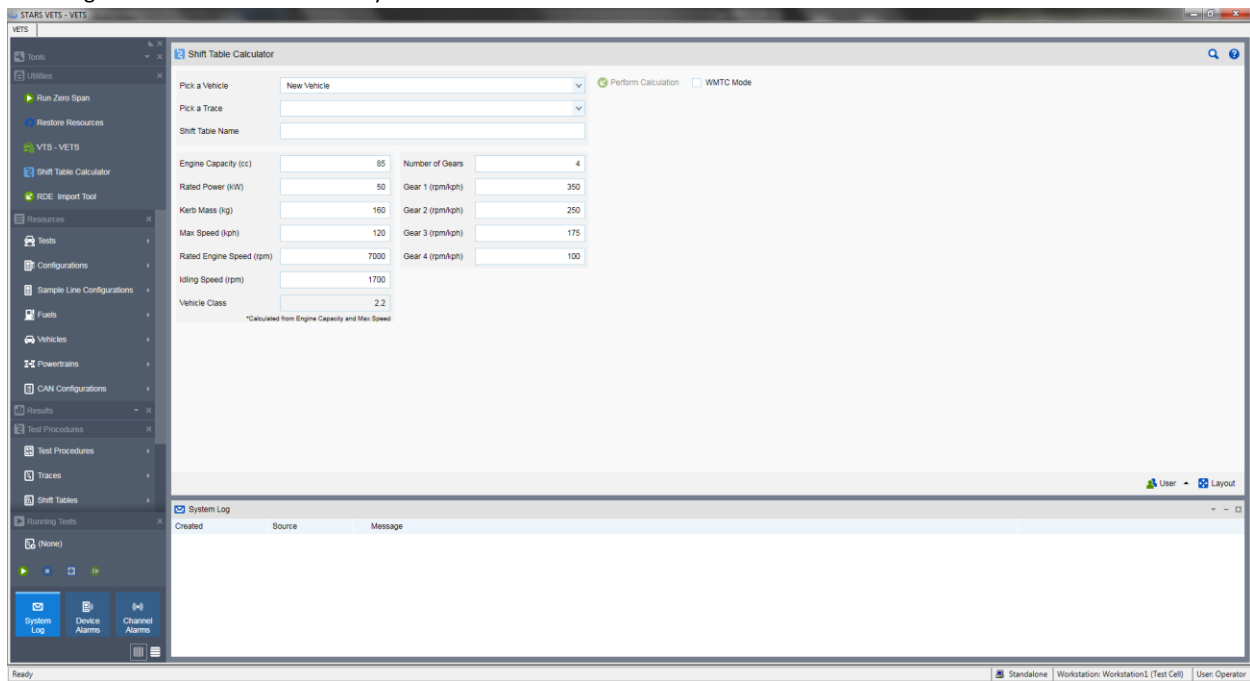 STARS VETS - VETS
VETS
Tools
Utilities
Run Zero Span
Restore Resources
VTS - VETS
Shift Table Calculator
RDE Import Tool
Resources
Tests
Configurations
Sample Line Configurations
Fuels
Vehicles
Powertrains
CAN Configurations
Results
Test Procedures
Test Procedures
Traces
Shift Tables
Running Tests
(None)
System Log
Device Alarms
Channel Alarms
Shift Table Calculator
Pick a Vehicle New Vehicle
Perform Calculation WMTC Mode
Pick a Trace
Shift Table Name
Engine Capacity (cc) 85 Number of Gears 4
Rated Power (kW) 50 Gear 1 (rpm/kph) 350
Kerb Mass (kg) 160 Gear 2 (rpm/kph) 250
Max Speed (kph) 120 Gear 3 (rpm/kph) 175
Rated Engine Speed (rpm) 7000 Gear 4 (rpm/kph) 100
Idling Speed (rpm) 1700
Vehicle Class 2.2
*Calculated from Engine Capacity and Max Speed
User Layout
System Log
Created Source Message
Ready Standalone Workstation: Workstation1 (Test Cell) User: Operator